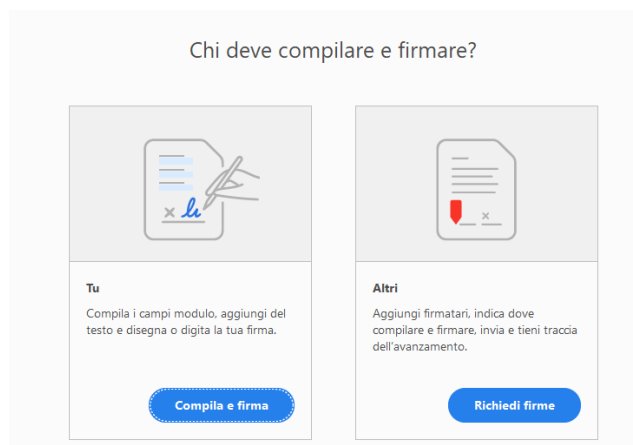 Chi deve compilare e firmare?
Tu
Compila i campi modulo, aggiungi del
testo e disegna o digita la tua firma.
Compila e firma
Altri
Aggiungi firmatari, indica dove
compilare e firmare, invia e tieni traccia
dell'avanzamento.
Richiedi firme